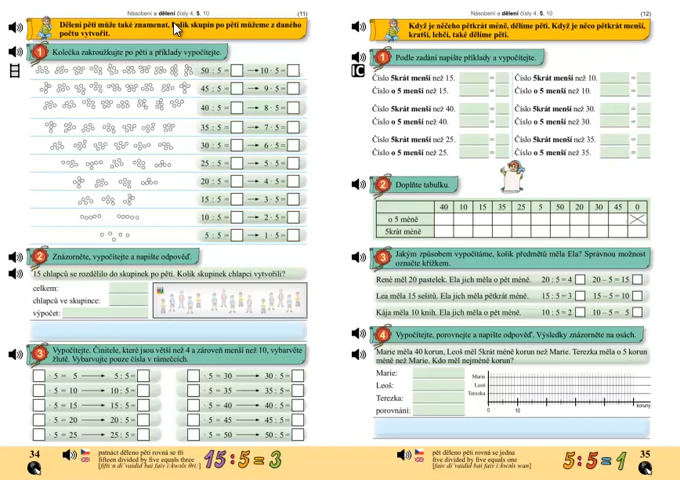 Násobení a dělení čísly 4, 5, 10
(11)
Dělení pěti může také znamenat, kolik skupin po pěti můžeme z daného
počtu vytvořit.
1 Kolečka zakroužkujte po pěti a příklady vypočítejte.
50 : 5 = 10 · 5 =
45 : 5 = 9 · 5 =
40 : 5 = 8 · 5 =
35 : 5 = 7 · 5 =
30 : 5 = 6 · 5 =
25 : 5 = 5 · 5 =
20 : 5 = 4 · 5 =
15 : 5 = 3 · 5 =
10 : 5 = 2 · 5 =
5 : 5 = 1 · 5 =
2 Znázorněte, vypočítejte a napište odpověď.
15 chlapců se rozdělilo do skupinek po pěti. Kolik skupinek chlapci vytvořili?
celkem:
chlapců ve skupince:
výpočet:
3 Vypočítejte. Činitele, které jsou větší než 4 a zároveň menší než 10, vybarvěte
žlutě. Vybarvujte pouze čísla v rámečcích.
· 5 = 5 5 : 5 = · 5 = 30 30 : 5 =
· 5 = 10 10 : 5 = · 5 = 35 35 : 5 =
· 5 = 15 15 : 5 = · 5 = 40 40 : 5 =
· 5 = 20 20 : 5 = · 5 = 45 45 : 5 =
· 5 = 25 25 : 5 = · 5 = 50 50 : 5 =
34
patnáct děleno pěti rovná se tři
fifteen divided by five equals three
15 : 5 = 3
Násobení a dělení čísly 4, 5, 10
(12)
Když je něčeho pětkrát méně, dělíme pěti. Když je něco pětkrát menší,
kratší, lehčí, také dělíme pěti.
1 Podle zadání napište příklady a vypočítejte.
Číslo 5krát menší než 15. = Číslo 5krát menší než 10. =
Číslo o 5 menší než 15. = Číslo o 5 menší než 10. =
Číslo 5krát menší než 40. = Číslo 5krát menší než 30. =
Číslo o 5 menší než 40. = Číslo o 5 menší než 30. =
Číslo 5krát menší než 25. = Číslo 5krát menší než 35. =
Číslo o 5 menší než 25. = Číslo o 5 menší než 35. =
2 Doplňte tabulku.
40 10 15 35 25 5 50 20 30 45 0
o 5 méně
5krát méně
3 Jakým způsobem vypočítáme, kolik předmětů měla Ela? Správnou možnost
označte křížkem.
René měl 20 pastelek. Ela jich měla o pět méně. 20 : 5 = 4 20 – 5 = 15
Lea měla 15 sešitů. Ela jich měla pětkrát méně. 15 : 5 = 3 15 – 5 = 10
Kája měla 10 knih. Ela jich měla o pět méně. 10 : 5 = 2 10 – 5 = 5
4 Vypočítejte, porovnejte a napište odpověď. Výsledky znázorněte na osách.
Marie měla 40 korun, Leoš měl 5krát méně korun než Marie. Terezka měla o 5 korun
méně než Marie. Kdo měl nejméně korun?
Marie:
Leoš:
Terezka:
porovnání:
Marie
Leoš
Terezka
0 10 koruny
pět děleno pěti rovná se jedna
five divided by five equals one
5 : 5 = 1
35